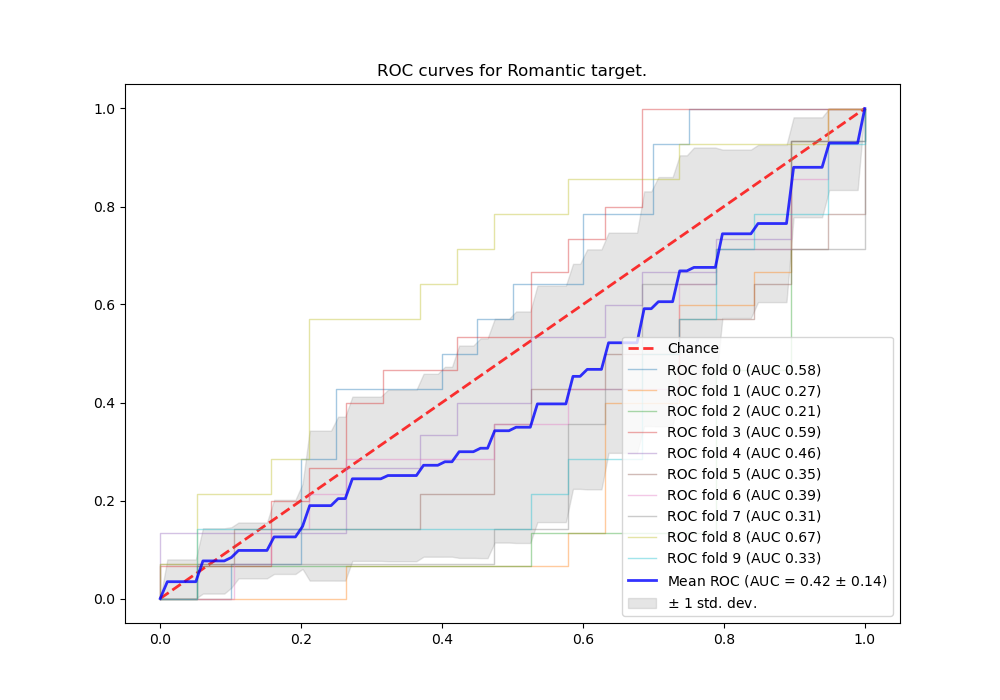 ROC curves for Romantic target.
1.0
0.8
0.6
0.4
0.2
0.0
Chance
ROC fold 0 (AUC 0.58)
ROC fold 1 (AUC 0.27)
ROC fold 2 (AUC 0.21)
ROC fold 3 (AUC 0.59)
ROC fold 4 (AUC 0.46)
ROC fold 5 (AUC 0.35)
ROC fold 6 (AUC 0.39)
ROC fold 7 (AUC 0.31)
ROC fold 8 (AUC 0.67)
ROC fold 9 (AUC 0.33)
Mean ROC (AUC = 0.42 ± 0.14)
± 1 std. dev.
0.0 0.2 0.4 0.6 0.8 1.0